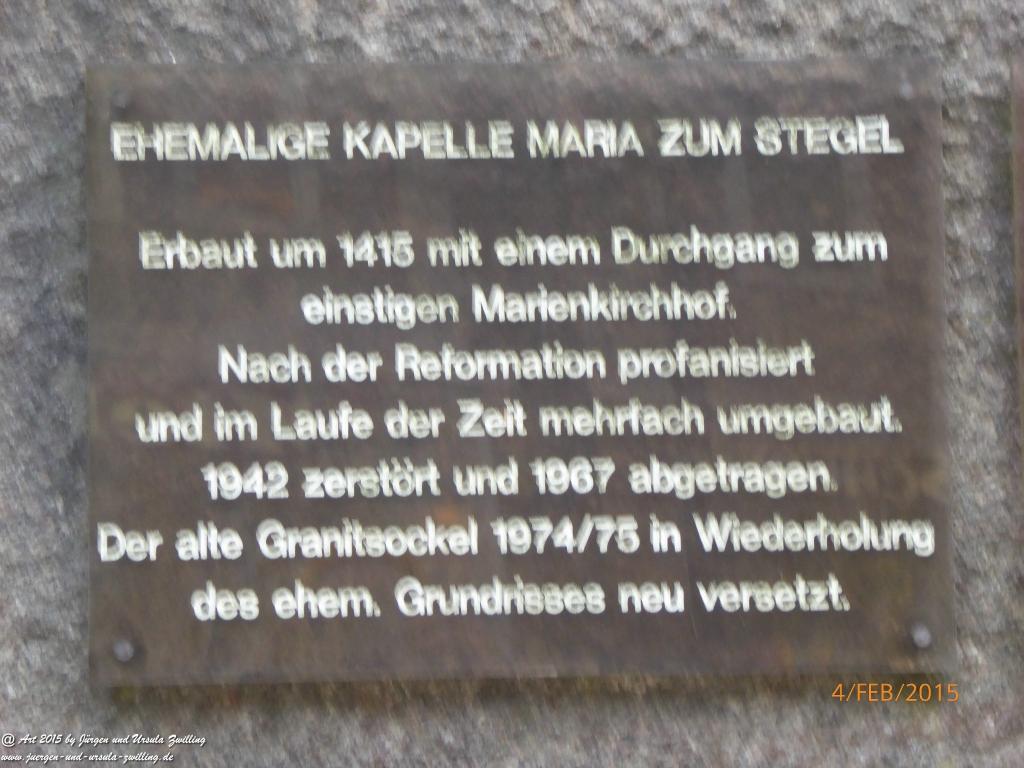 EHEMALIGE KAPELLE MARIA ZUM STEGEL
Erbaut um 1415 mit einem Durchgang zum
einstigen Marienkirchhof.
Nach der Reformation profanisiert
und im Laufe der Zeit mehrfach umgebaut.
1942 zerstört und 1967 abgetragen.
Der alte Granitsockel 1974/75 in Wiederholung
des ehem. Grundrisses neu versetzt.
4/FEB/2015
@ Art 2015 by Jürgen und Ursula Zwilling
www.juergen-und-ursula-zwilling.de